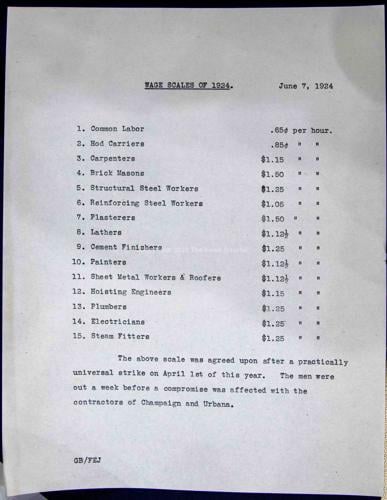 WAGE SCALES OF 1924. June 7, 1924
1. Common Labor .65¢ per hour.
2. Hod Carriers .85¢ " "
3. Carpenters $1.15 " "
4. Brick Masons $1.50 " "
5. Structural Steel Workers $1.25 " "
6. Reinforcing Steel Workers $1.05 " "
7. Plasterers $1.50 " "
8. Lathers $1.12½ " "
9. Cement Finishers $1.25 " "
10. Painters $1.12½ " "
11. Sheet Metal Workers & Roofers $1.12½ " "
12. Hoisting Engineers $1.15 " "
13. Plumbers $1.25 " "
14. Electricians $1.25 " "
15. Steam Fitters $1.25 " "
The above scale was agreed upon after a practically
universal strike on April 1st of this year. The men were
out a week before a compromise was affected with the
contractors of Champaign and Urbana.
GB/FEJ